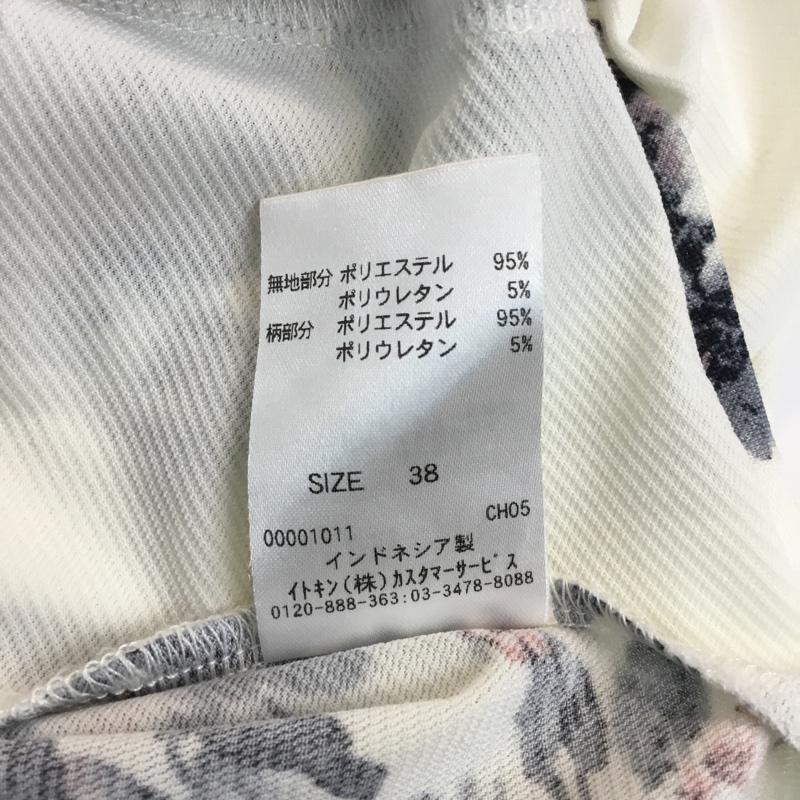 無地部分 ポリエステル 95%
ポリウレタン 5%
柄部分 ポリエステル 95%
ポリウレタン 5%
SIZE 38
CH05
00001011
インドネシア製
イトキン(株)カスタマーサービス
0120-888-363:03-3478-8088